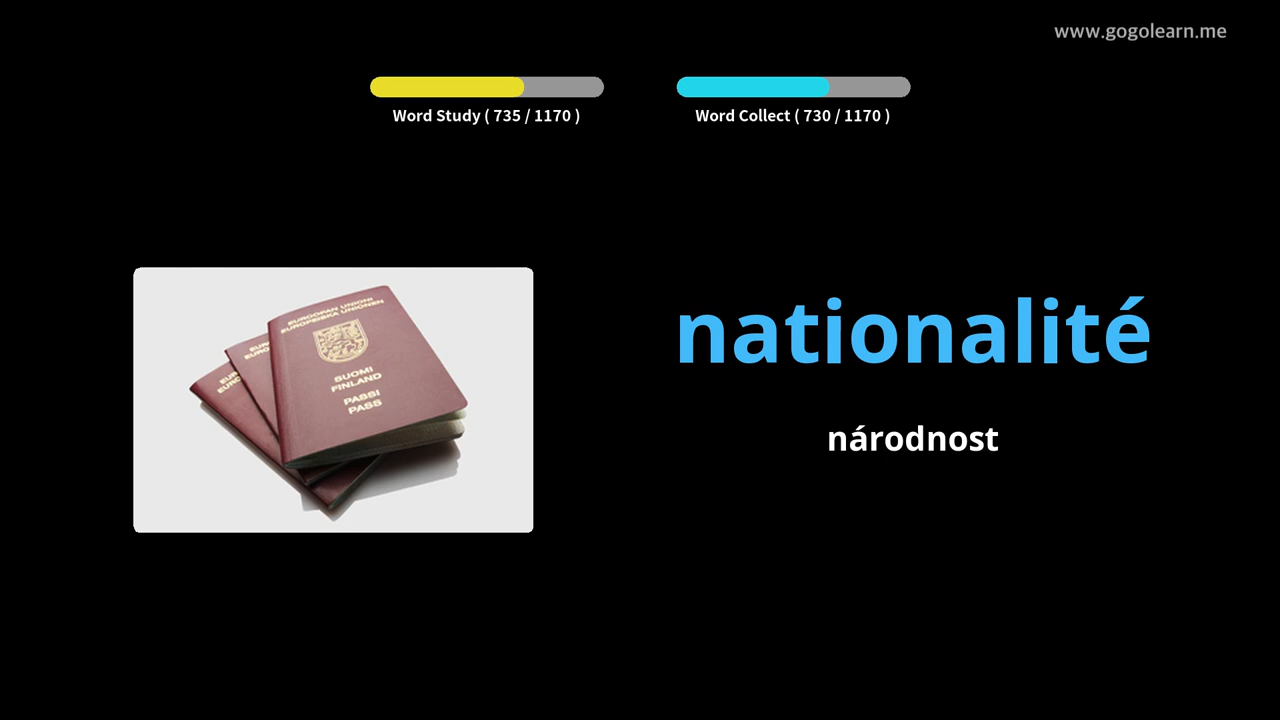 www.gogolearn.me
Word Study ( 735 / 1170 )
Word Collect ( 730 / 1170 )
EUROOPAN UNIONI
EUROPEISKA UNIONEN
SUOMI
FINLAND
PASSI
PASS
nationalité
národnost